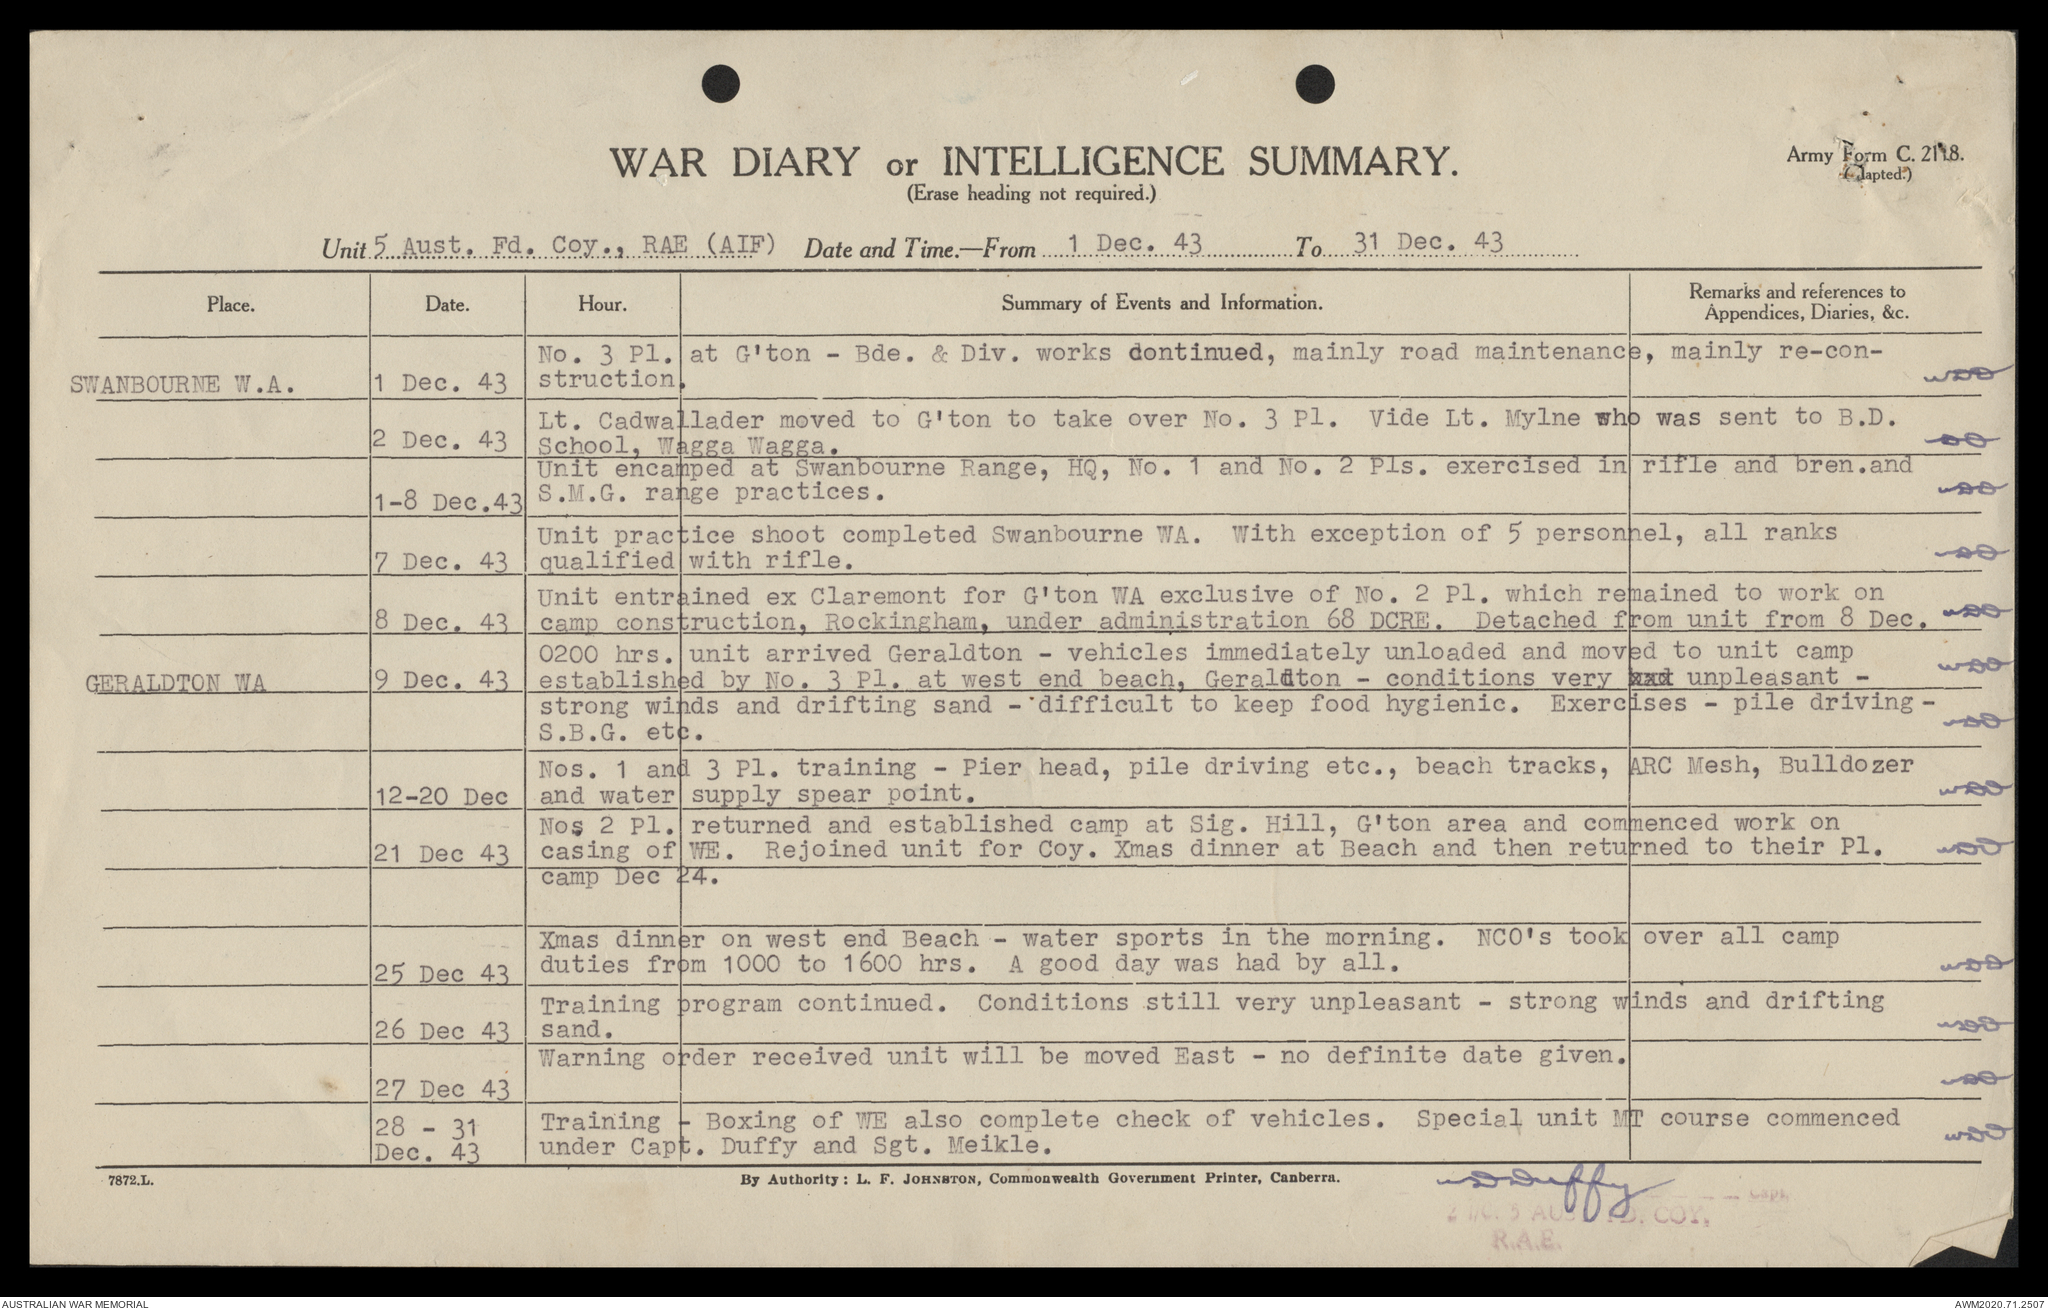 WAR DIARY or INTELLIGENCE SUMMARY.
(Erase heading not required.)
Army Form C. 2118.
Unit 5 Aust. Fd. Coy., RAE (AIF) Date and Time.—From 1 Dec. 43 To 31 Dec. 43
Place. Date. Hour. Summary of Events and Information. Remarks and references to
Appendices, Diaries, &c.
No. 3 Pl. at G'ton - Bde. & Div. works continued, mainly road maintenance, mainly re-con-
SWANBOURNE W.A. 1 Dec. 43 struction.
Lt. Cadwallader moved to G'ton to take over No. 3 Pl. Vide Lt. Mylne who was sent to B.D.
2 Dec. 43 School, Wagga Wagga.
Unit encamped at Swanbourne Range, HQ, No. 1 and No. 2 Pls. exercised in rifle and bren.and
1-8 Dec.43 S.M.G. range practices.
Unit practice shoot completed Swanbourne WA. With exception of 5 personnel, all ranks
7 Dec. 43 qualified with rifle.
Unit entrained ex Claremont for G'ton WA exclusive of No. 2 Pl. which remained to work on
8 Dec. 43 camp construction, Rockingham, under administration 68 DCRE. Detached from unit from 8 Dec.
0200 hrs. unit arrived Geraldton - vehicles immediately unloaded and moved to unit camp
GERALDTON WA 9 Dec. 43 established by No. 3 Pl. at west end beach, Geraldton - conditions very unpleasant -
strong winds and drifting sand - difficult to keep food hygienic. Exercises - pile driving -
S.B.G. etc.
Nos. 1 and 3 Pl. training - Pier head, pile driving etc., beach tracks, ARC Mesh, Bulldozer
12-20 Dec and water supply spear point.
Nos 2 Pl. returned and established camp at Sig. Hill, G'ton area and commenced work on
21 Dec 43 casing of WE. Rejoined unit for Coy. Xmas dinner at Beach and then returned to their Pl.
camp Dec 24.
Xmas dinner on west end Beach - water sports in the morning. NCO's took over all camp
25 Dec 43 duties from 1000 to 1600 hrs. A good day was had by all.
Training program continued. Conditions still very unpleasant - strong winds and drifting
26 Dec 43 sand.
Warning order received unit will be moved East - no definite date given.
27 Dec 43
28 - 31 Training - Boxing of WE also complete check of vehicles. Special unit MT course commenced
Dec. 43 under Capt. Duffy and Sgt. Meikle.
7872.L. By Authority: L. F. JOHNSTON, Commonwealth Government Printer, Canberra.
WDDuffy
Capt.
2 I/C. 5 AUST FD. COY,
R.A.E.
AUSTRALIAN WAR MEMORIAL AWM2020.71.2507